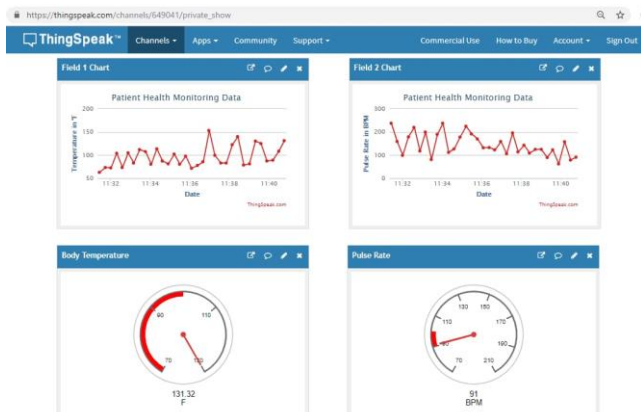 https://thingspeak.com/channels/649041/private_show
ThingSpeak™ Channels Apps Community Support Commercial Use How to Buy Account Sign Out
Field 1 Chart
Patient Health Monitoring Data
Temperature in °F
200
150
100
50
11:32 11:34 11:36 11:38 11:40
Date
ThingSpeak.com
Field 2 Chart
Patient Health Monitoring Data
Pulse Rate in BPM
300
200
100
0
11:32 11:34 11:36 11:38 11:40
Date
ThingSpeak.com
Body Temperature
90 110
70
131.32
F
Pulse Rate
130 150
110 170
90 190
70 210
91
BPM